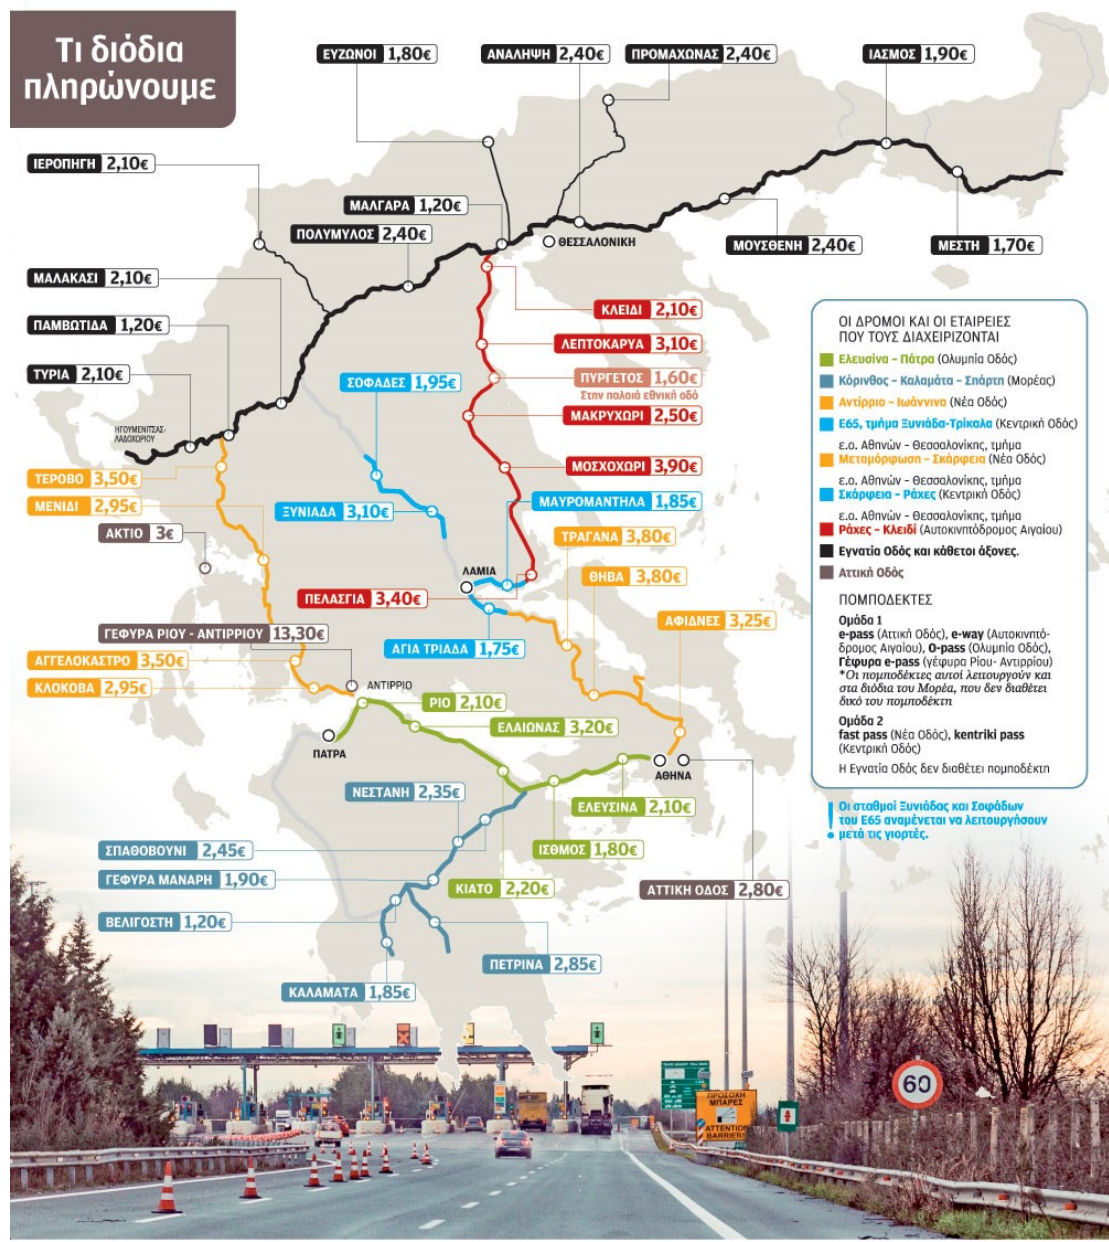 Τι διόδια
πληρώνουμε
ΕΥΖΩΝΟΙ 1,80€
ΑΝΑΛΗΨΗ 2,40€
ΠΡΟΜΑΧΩΝΑΣ 2,40€
ΙΑΣΜΟΣ 1,90€
ΙΕΡΟΠΗΓΗ 2,10€
ΜΑΛΓΑΡΑ 1,20€
ΠΟΛΥΜΥΛΟΣ 2,40€
ΘΕΣΣΑΛΟΝΙΚΗ
ΜΟΥΣΘΕΝΗ 2,40€
ΜΕΣΤΗ 1,70€
ΜΑΛΑΚΑΣΙ 2,10€
ΠΑΜΒΩΤΙΔΑ 1,20€
ΤΥΡΙΑ 2,10€
ΗΓΟΥΜΕΝΙΤΣΑΣ-
ΛΑΔΟΧΩΡΙΟΥ
ΚΛΕΙΔΙ 2,10€
ΛΕΠΤΟΚΑΡΥΑ 3,10€
ΠΥΡΓΕΤΟΣ 1,60€
Στην παλαιά εθνική οδό
ΜΑΚΡΥΧΩΡΙ 2,50€
ΜΟΣΧΟΧΩΡΙ 3,90€
ΣΟΦΑΔΕΣ 1,95€
ΞΥΝΙΑΔΑ 3,10€
ΜΑΥΡΟΜΑΝΤΗΛΑ 1,85€
ΤΕΡΟΒΟ 3,50€
ΜΕΝΙΔΙ 2,95€
ΑΚΤΙΟ 3€
ΤΡΑΓΑΝΑ 3,80€
ΛΑΜΙΑ
ΘΗΒΑ 3,80€
ΠΕΛΑΣΓΙΑ 3,40€
ΑΦΙΔΝΕΣ 3,25€
ΓΕΦΥΡΑ ΡΙΟΥ - ΑΝΤΙΡΡΙΟΥ 13,30€
ΑΓΙΑ ΤΡΙΑΔΑ 1,75€
ΑΓΓΕΛΟΚΑΣΤΡΟ 3,50€
ΚΛΟΚΟΒΑ 2,95€
ΑΝΤΙΡΡΙΟ
ΡΙΟ 2,10€
ΕΛΑΙΩΝΑΣ 3,20€
ΠΑΤΡΑ
ΑΘΗΝΑ
ΝΕΣΤΑΝΗ 2,35€
ΕΛΕΥΣΙΝΑ 2,10€
ΣΠΑΘΟΒΟΥΝΙ 2,45€
ΙΣΘΜΟΣ 1,80€
ΓΕΦΥΡΑ ΜΑΝΑΡΗ 1,90€
ΚΙΑΤΟ 2,20€
ΑΤΤΙΚΗ ΟΔΟΣ 2,80€
ΒΕΛΙΓΟΣΤΗ 1,20€
ΠΕΤΡΙΝΑ 2,85€
ΚΑΛΑΜΑΤΑ 1,85€
ΟΙ ΔΡΟΜΟΙ ΚΑΙ ΟΙ ΕΤΑΙΡΕΙΕΣ
ΠΟΥ ΤΟΥΣ ΔΙΑΧΕΙΡΙΖΟΝΤΑΙ
Ελευσίνα – Πάτρα (Ολυμπία Οδός)
Κόρινθος – Καλαμάτα – Σπάρτη (Μορέας)
Αντίρριο – Ιωάννινα (Νέα Οδός)
Ε65, τμήμα Ξυνιάδα-Τρίκαλα (Κεντρική Οδός)
ε.ο. Αθηνών - Θεσσαλονίκης, τμήμα
Μεταμόρφωση – Σκάρφεια (Νέα Οδός)
ε.ο. Αθηνών - Θεσσαλονίκης, τμήμα
Σκάρφεια – Ράχες (Κεντρική Οδός)
ε.ο. Αθηνών - Θεσσαλονίκης, τμήμα
Ράχες – Κλειδί (Αυτοκινητόδρομος Αιγαίου)
Εγνατία Οδός και κάθετοι άξονες.
Αττική Οδός
ΠΟΜΠΟΔΕΚΤΕΣ
Ομάδα 1
e-pass (Αττική Οδός), e-way (Αυτοκινητό-
δρομος Αιγαίου), O-pass (Ολυμπία Οδός),
Γέφυρα e-pass (γέφυρα Ρίου- Αντιρρίου)
*Οι πομποδέκτες αυτοί λειτουργούν και
στα διόδια του Μορέα, που δεν διαθέτει
δικό του πομποδέκτη
Ομάδα 2
fast pass (Νέα Οδός), kentriki pass
(Κεντρική Οδός)
Η Εγνατία Οδός δεν διαθέτει πομποδέκτη
! Οι σταθμοί Ξυνιάδας και Σοφάδων
του Ε65 αναμένεται να λειτουργήσουν
μετά τις γιορτές.
60
ΠΡΟΣΟΧΗ
ΜΠΑΡΕΣ
ATTENTION
BARRIERS